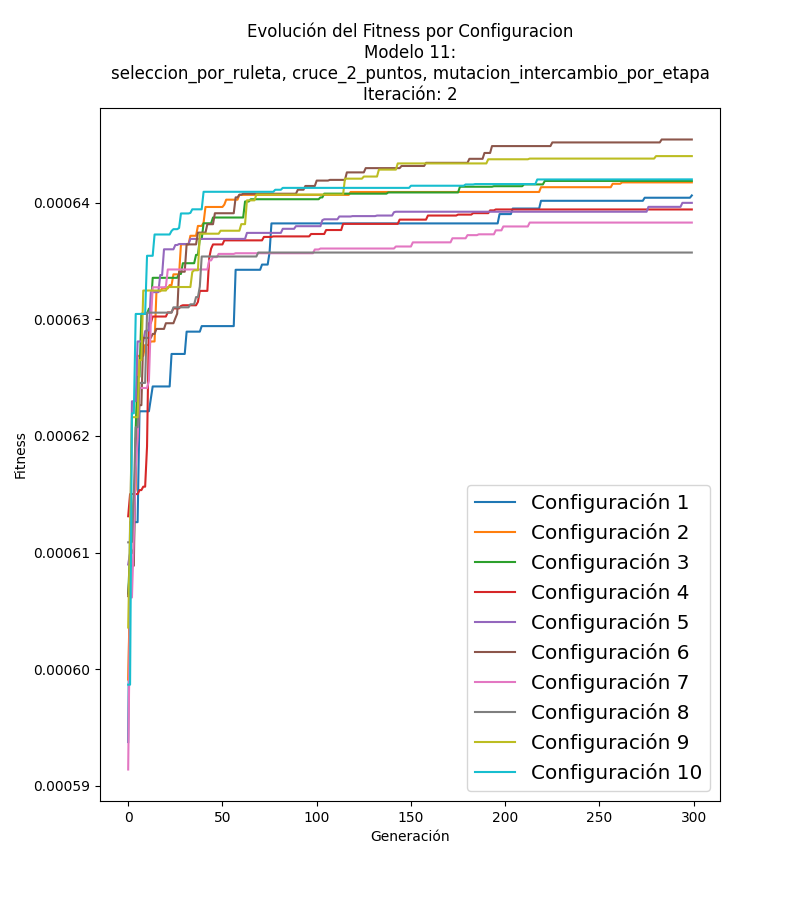 Evolución del Fitness por Configuracion
Modelo 11:
seleccion_por_ruleta, cruce_2_puntos, mutacion_intercambio_por_etapa
Iteración: 2
Fitness
0.00064
0.00063
0.00062
0.00061
0.00060
0.00059
0
50
100
150
200
250
300
Generación
Configuración 1
Configuración 2
Configuración 3
Configuración 4
Configuración 5
Configuración 6
Configuración 7
Configuración 8
Configuración 9
Configuración 10